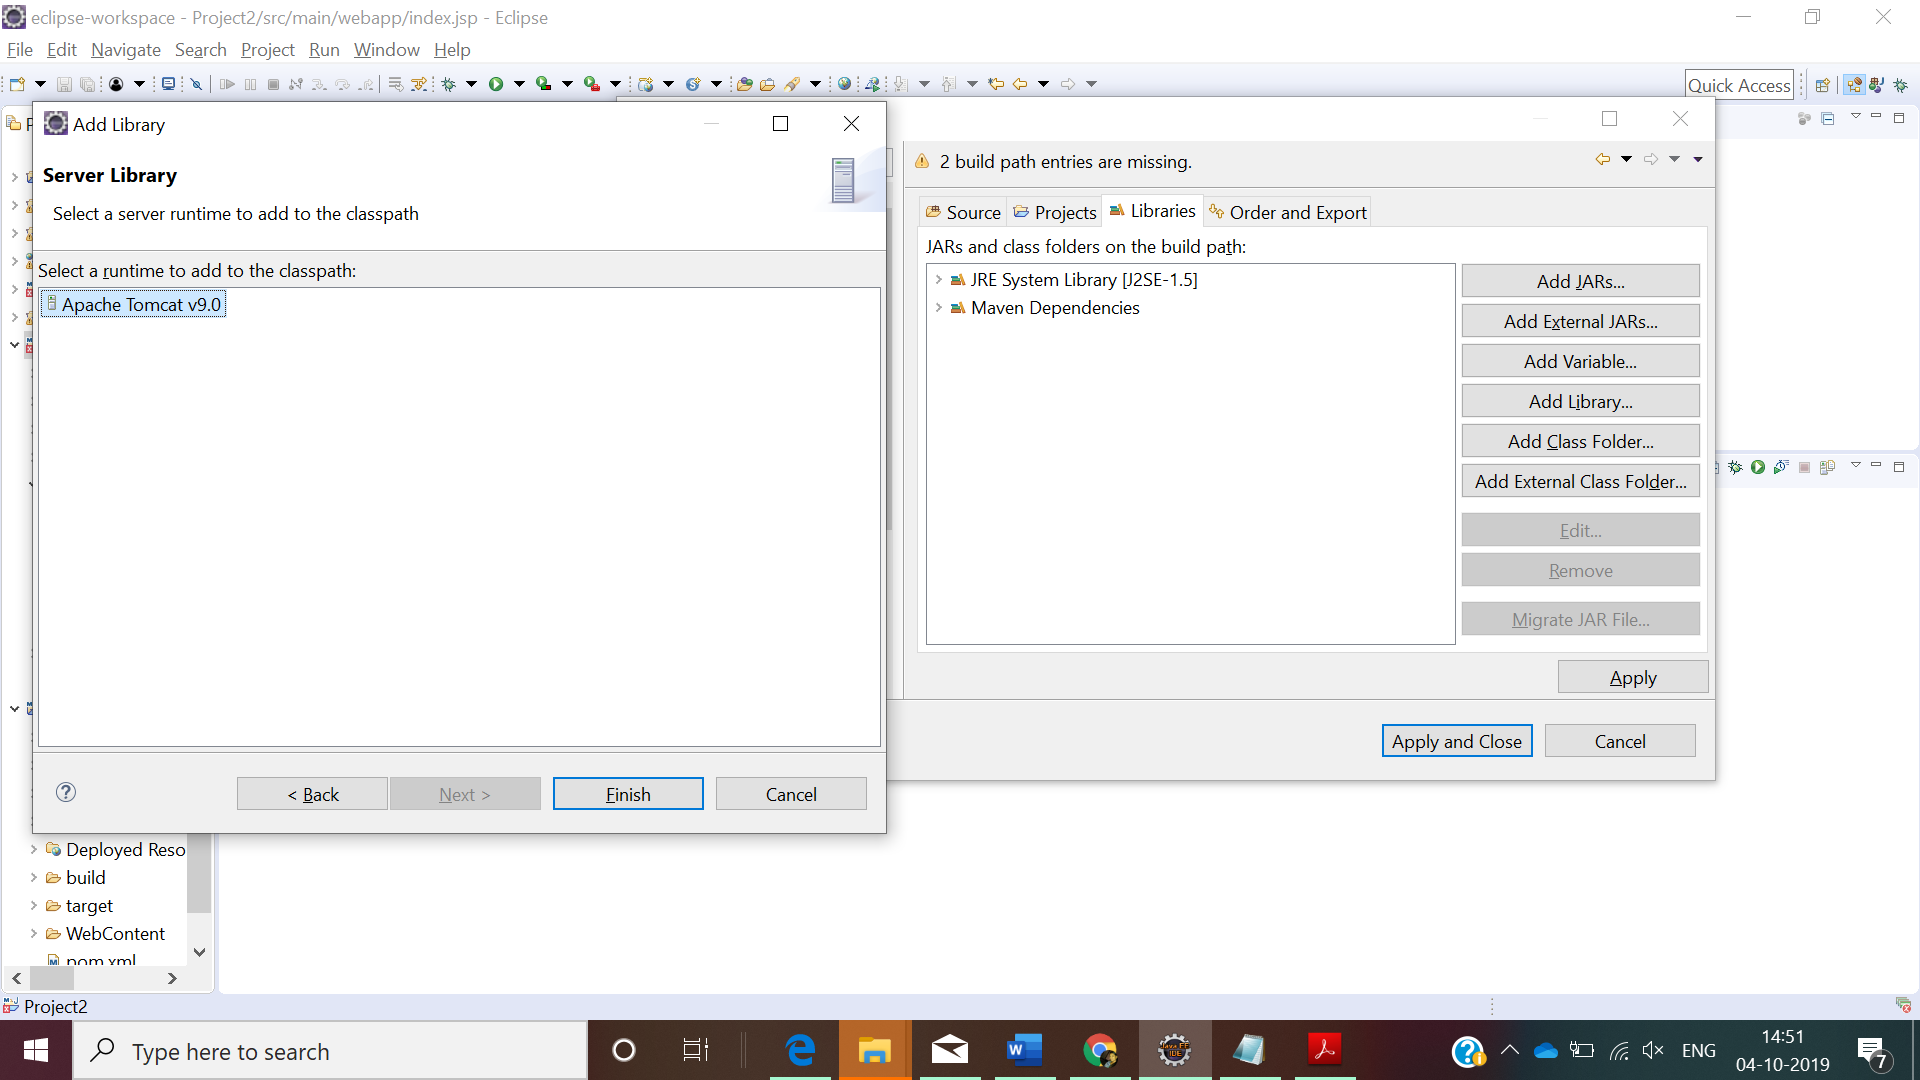 eclipse-workspace - Project2/src/main/webapp/index.jsp - Eclipse
File Edit Navigate Search Project Run Window Help
Quick Access
Add Library
Server Library
Select a server runtime to add to the classpath
Select a runtime to add to the classpath:
Apache Tomcat v9.0
< Back
Next >
Finish
Cancel
2 build path entries are missing.
Source
Projects
Libraries
Order and Export
JARs and class folders on the build path:
JRE System Library [J2SE-1.5]
Maven Dependencies
Add JARs...
Add External JARs...
Add Variable...
Add Library...
Add Class Folder...
Add External Class Folder...
Edit...
Remove
Migrate JAR File...
Apply
Apply and Close
Cancel
Deployed Reso
build
target
WebContent
pom.xml
Project2
Type here to search
ENG
14:51
04-10-2019
7